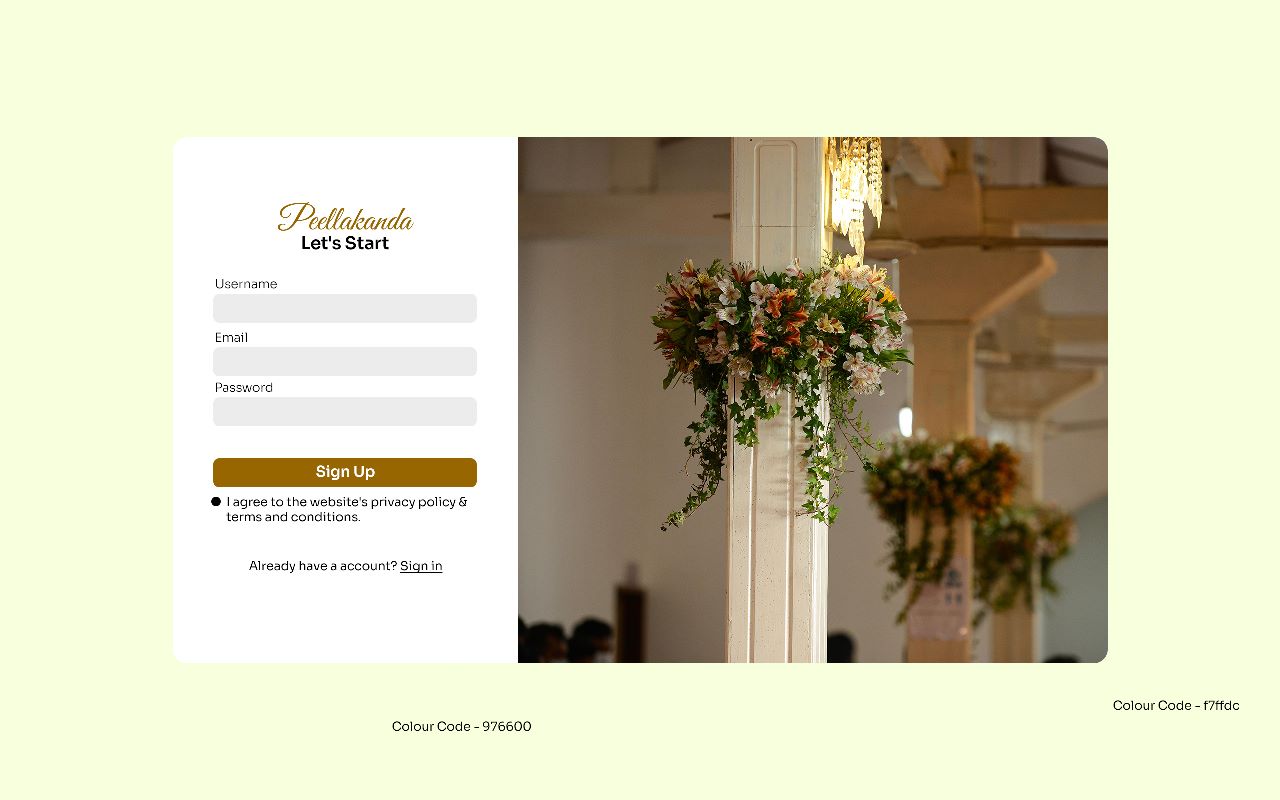 Peellakanda
Let's Start
Username
Email
Password
Sign Up
I agree to the website's privacy policy &
terms and conditions.
Already have a account? Sign in
Colour Code - f7ffdc
Colour Code - 976600